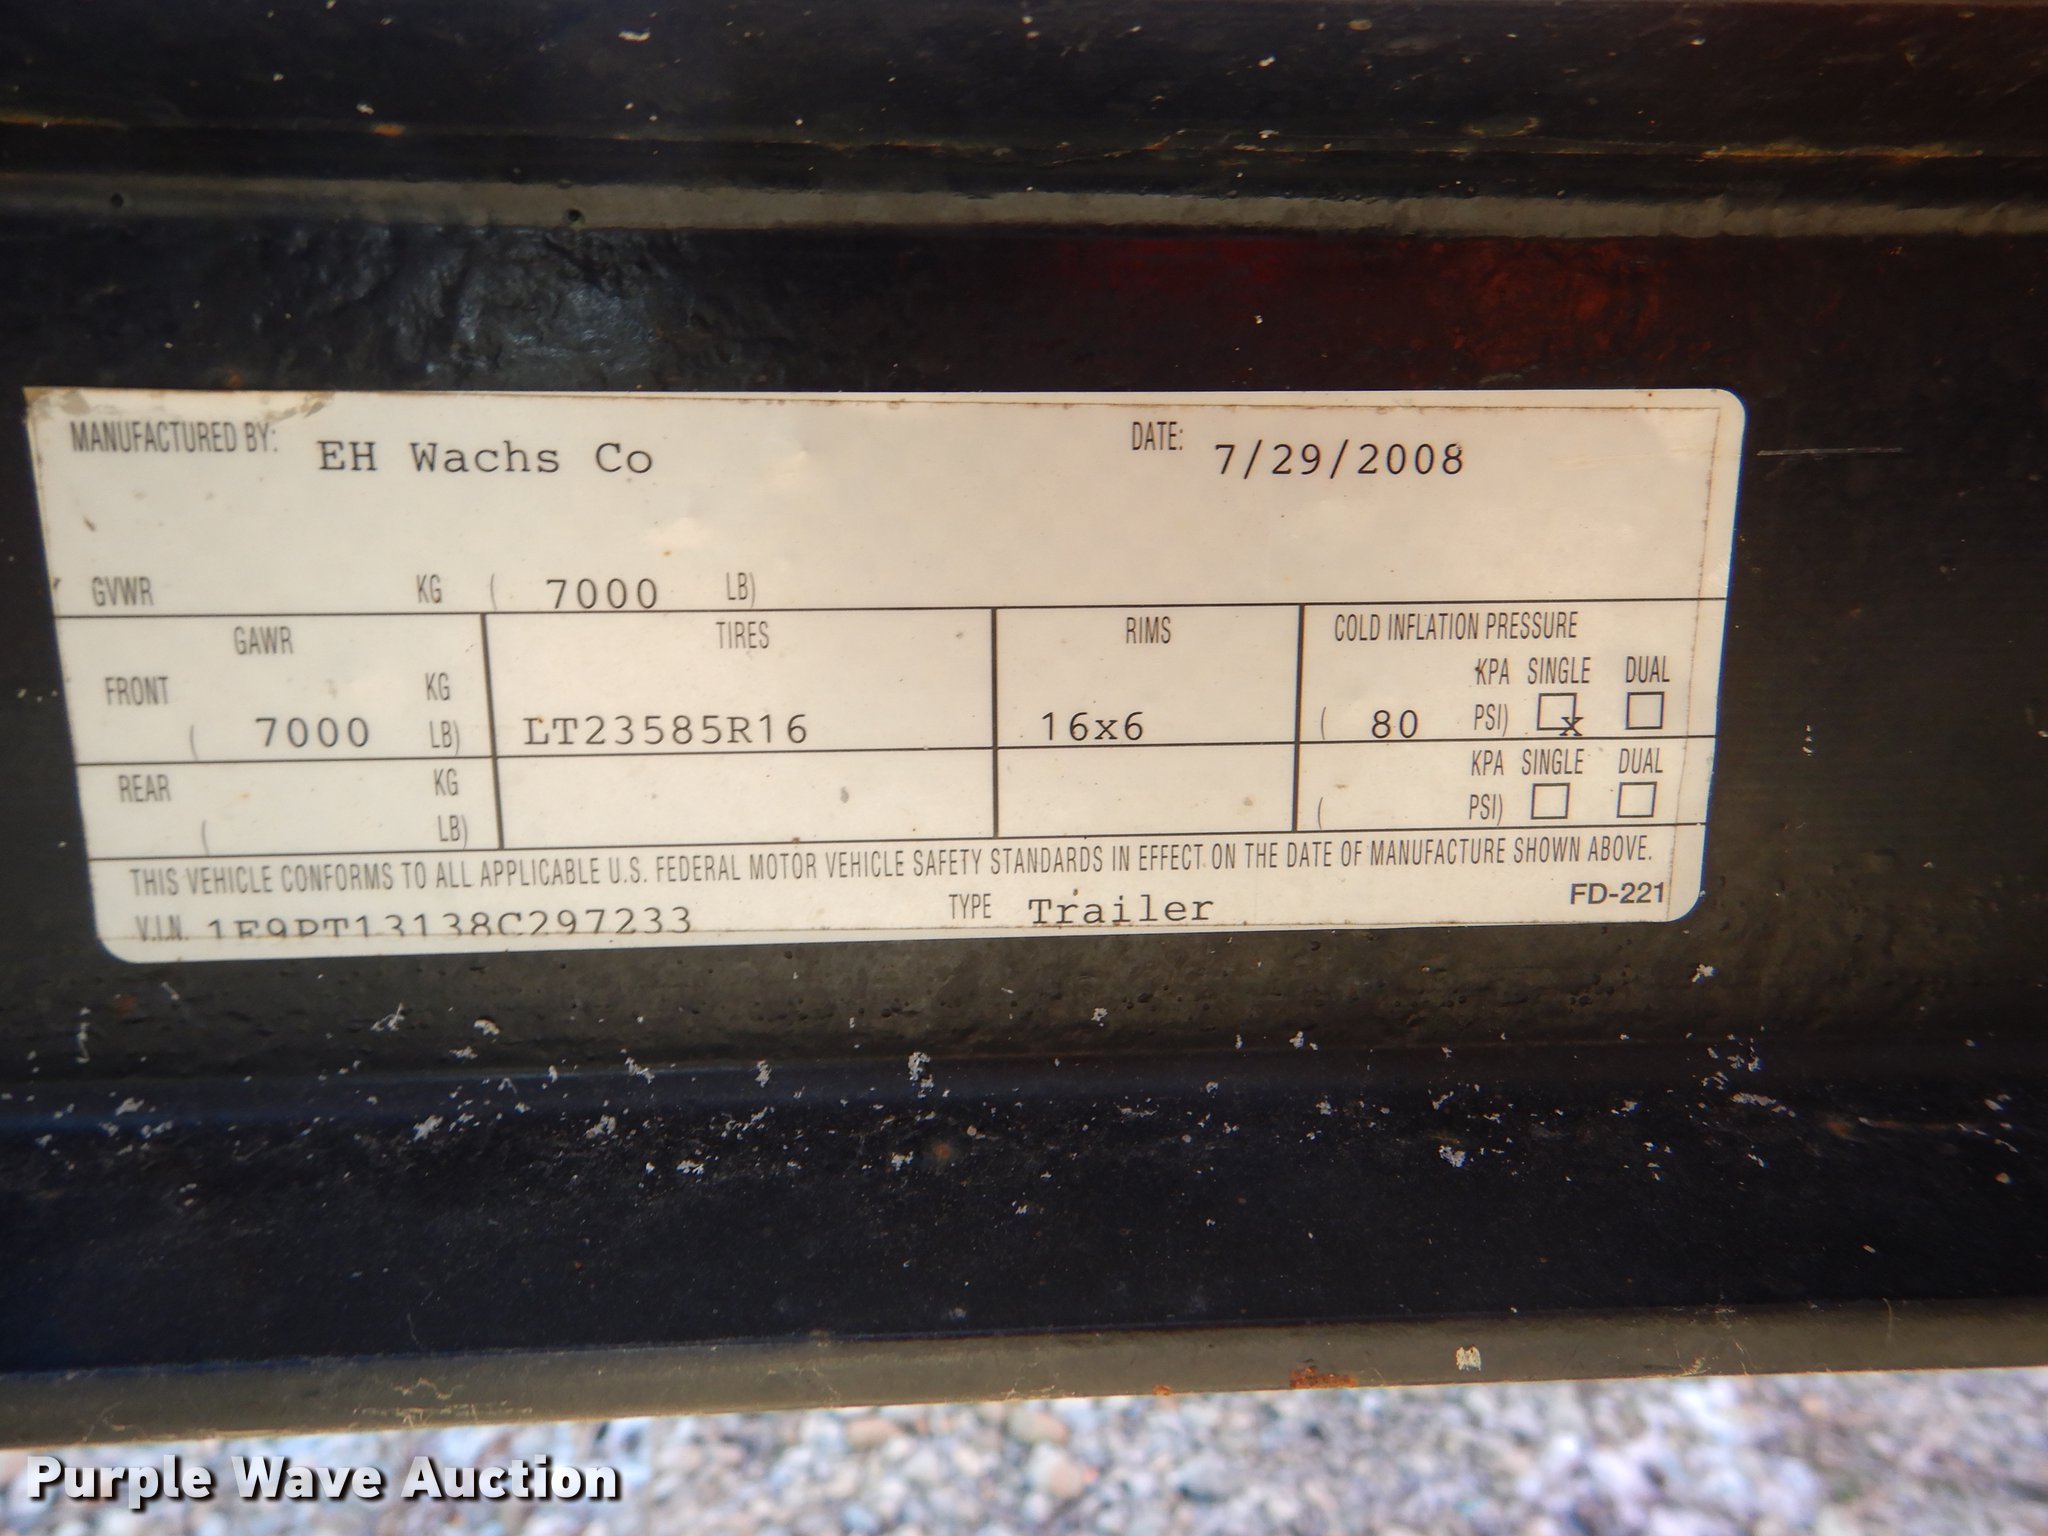 MANUFACTURED BY: EH Wachs Co DATE: 7/29/2008
GVWR KG ( 7000 LB)
GAWR TIRES RIMS COLD INFLATION PRESSURE
FRONT KG KPA SINGLE DUAL
( 7000 LB) LT23585R16 16x6 ( 80 PSI) x
REAR KG KPA SINGLE DUAL
( LB) ( PSI)
THIS VEHICLE CONFORMS TO ALL APPLICABLE U.S. FEDERAL MOTOR VEHICLE SAFETY STANDARDS IN EFFECT ON THE DATE OF MANUFACTURE SHOWN ABOVE.
V.I.N. 1E9PT13138C297233 TYPE Trailer FD-221
Purple Wave Auction